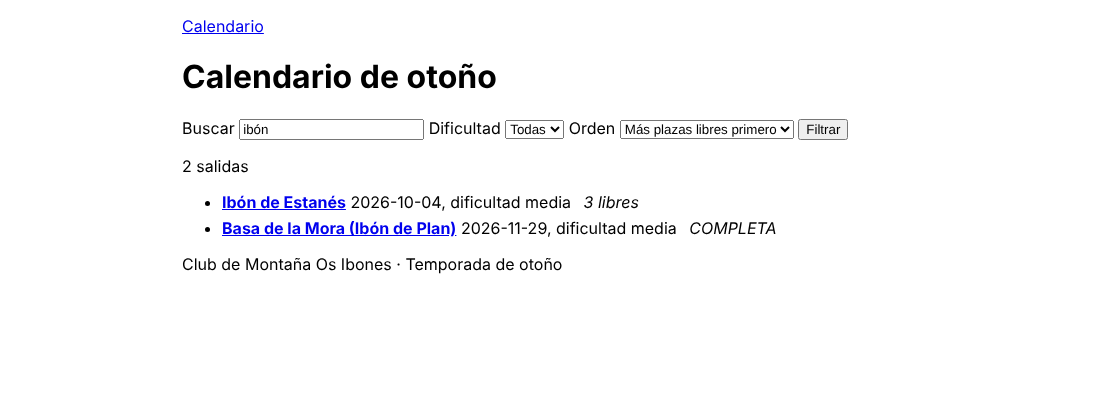 Calendario
Calendario de otoño
Buscar ibón Dificultad Todas Orden Más plazas libres primero Filtrar
2 salidas
Ibón de Estanés 2026-10-04, dificultad media 3 libres
Basa de la Mora (Ibón de Plan) 2026-11-29, dificultad media COMPLETA
Club de Montaña Os Ibones · Temporada de otoño